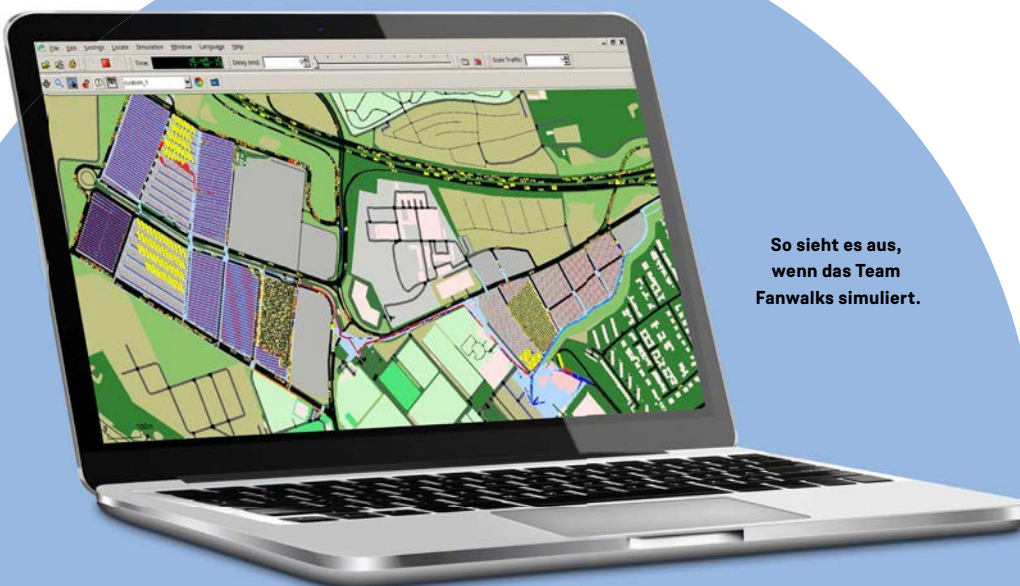 File Edit Settings Locate Simulation Window Language Help
Time: Delay (ms): Scale Traffic:
So sieht es aus,
wenn das Team
Fanwalks simuliert.